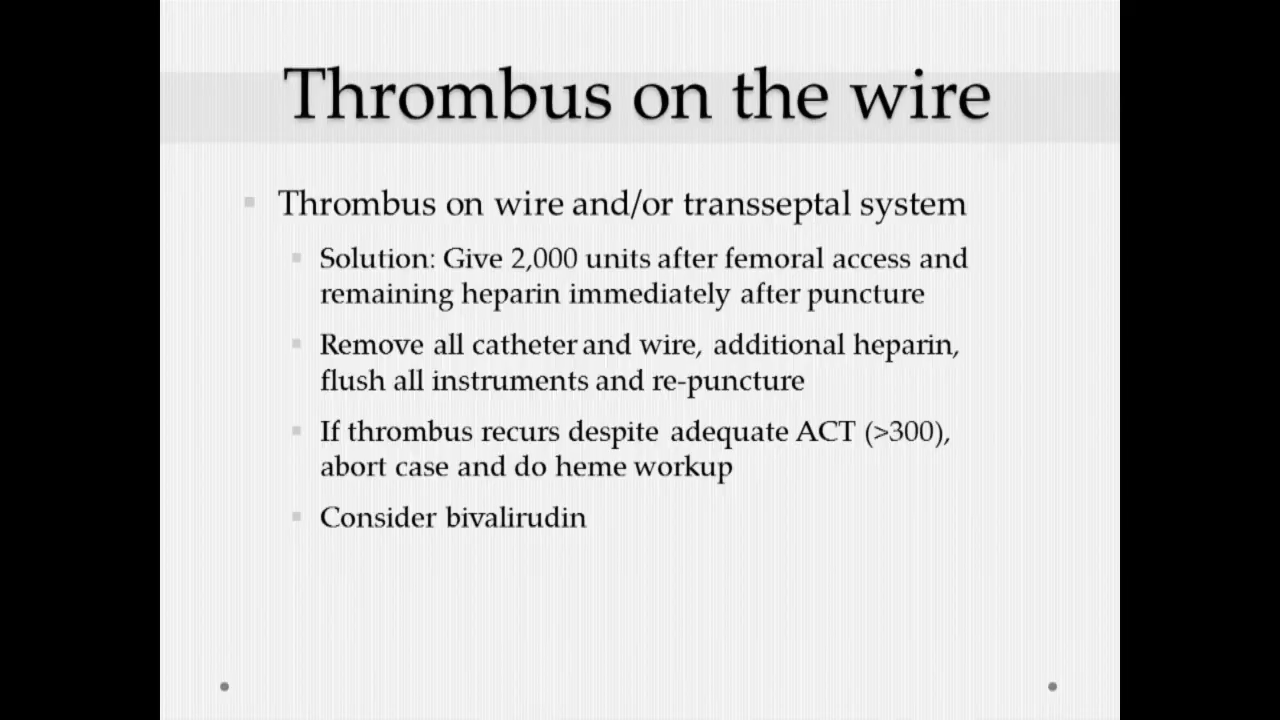 Thrombus on the wire
Thrombus on wire and/or transseptal system
Solution: Give 2,000 units after femoral access and
remaining heparin immediately after puncture
Remove all catheter and wire, additional heparin,
flush all instruments and re-puncture
If thrombus recurs despite adequate ACT (>300),
abort case and do heme workup
Consider bivalirudin